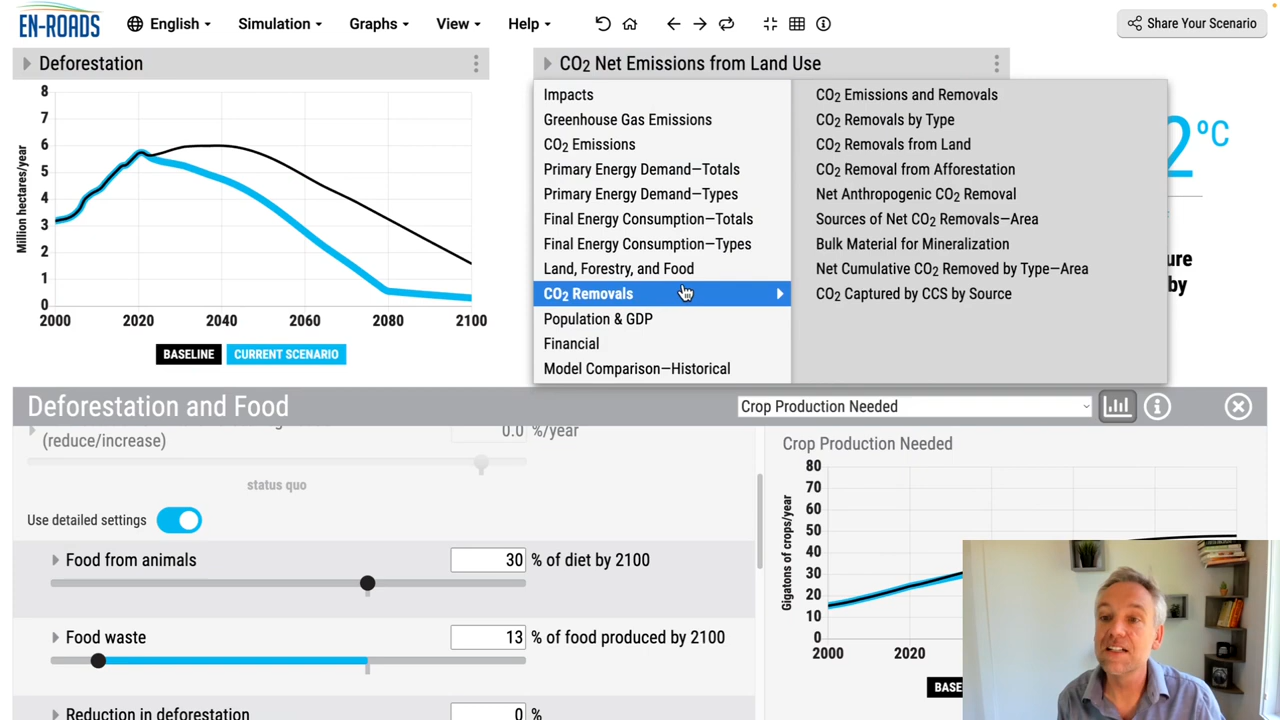 EN-ROADS
English
Simulation
Graphs
View
Help
Share Your Scenario
Deforestation
Million hectares/year
8
7
6
5
4
3
2
1
0
2000
2020
2040
2060
2080
2100
BASELINE
CURRENT SCENARIO
CO2 Net Emissions from Land Use
Impacts
Greenhouse Gas Emissions
CO2 Emissions
Primary Energy Demand–Totals
Primary Energy Demand–Types
Final Energy Consumption–Totals
Final Energy Consumption–Types
Land, Forestry, and Food
CO2 Removals
Population & GDP
Financial
Model Comparison–Historical
CO2 Emissions and Removals
CO2 Removals by Type
CO2 Removals from Land
CO2 Removal from Afforestation
Net Anthropogenic CO2 Removal
Sources of Net CO2 Removals–Area
Bulk Material for Mineralization
Net Cumulative CO2 Removed by Type–Area
CO2 Captured by CCS by Source
2°C
ure
by
Deforestation and Food
Crop Production Needed
(reduce/increase)
0.0 %/year
status quo
Use detailed settings
Food from animals
30 % of diet by 2100
Food waste
13 % of food produced by 2100
Reduction in deforestation
0 %
Crop Production Needed
Gigatons of crops/year
80
70
60
50
40
30
20
10
0
2000
2020
BASE